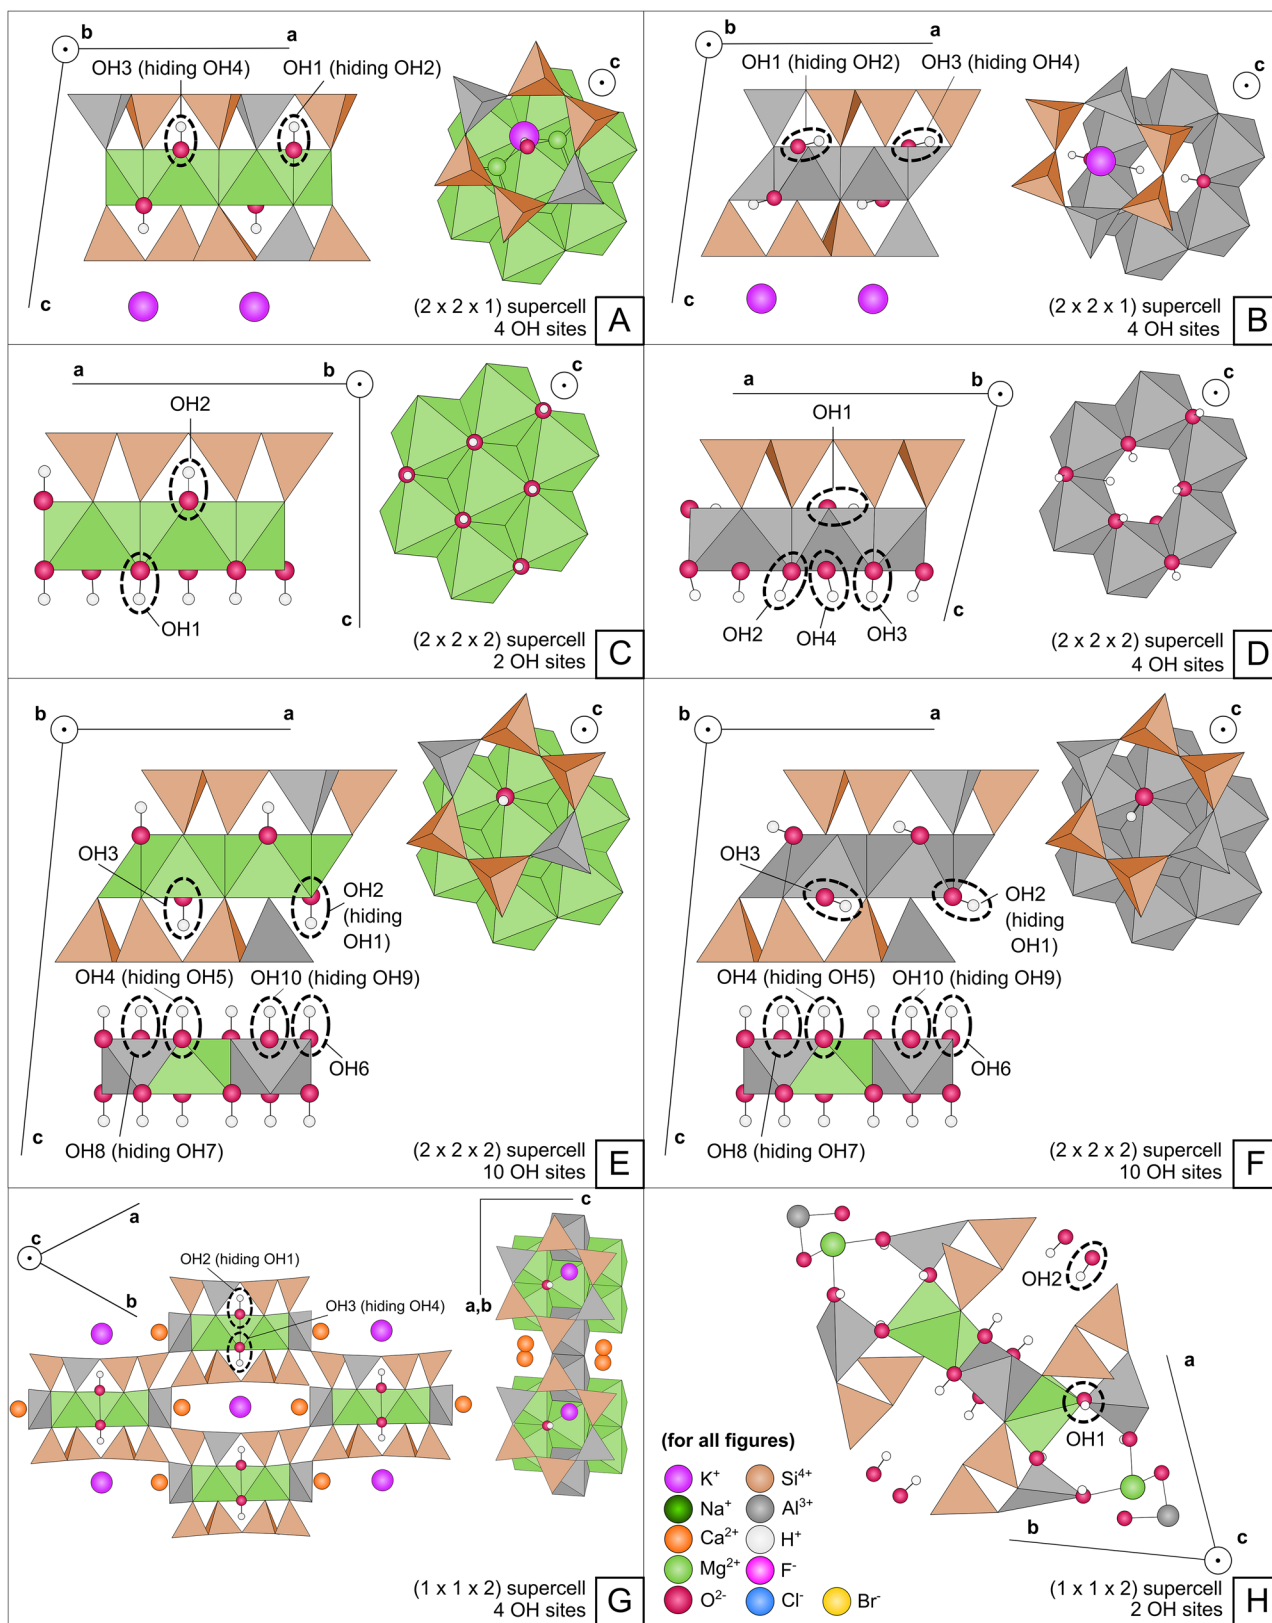 b
a
OH3 (hiding OH4)
OH1 (hiding OH2)
c
c
(2 x 2 x 1) supercell
4 OH sites
A
b
a
OH1 (hiding OH2)
OH3 (hiding OH4)
c
c
(2 x 2 x 1) supercell
4 OH sites
B
a
b
c
OH2
OH1
c
(2 x 2 x 2) supercell
2 OH sites
C
a
b
c
OH1
OH2
OH4
OH3
c
(2 x 2 x 2) supercell
4 OH sites
D
b
a
c
OH3
OH2
(hiding
OH1)
OH4 (hiding OH5)
OH10 (hiding OH9)
OH6
OH8 (hiding OH7)
c
(2 x 2 x 2) supercell
10 OH sites
E
b
a
c
OH3
OH2
(hiding
OH1)
OH4 (hiding OH5)
OH10 (hiding OH9)
OH6
OH8 (hiding OH7)
c
(2 x 2 x 2) supercell
10 OH sites
F
c
a
b
OH2 (hiding OH1)
OH3 (hiding OH4)
c
a,b
(1 x 1 x 2) supercell
4 OH sites
G
OH2
OH1
a
b
c
(for all figures)
K⁺
Si⁴⁺
Na⁺
Al³⁺
Ca²⁺
H⁺
Mg²⁺
F⁻
O²⁻
Cl⁻
Br⁻
(1 x 1 x 2) supercell
2 OH sites
H